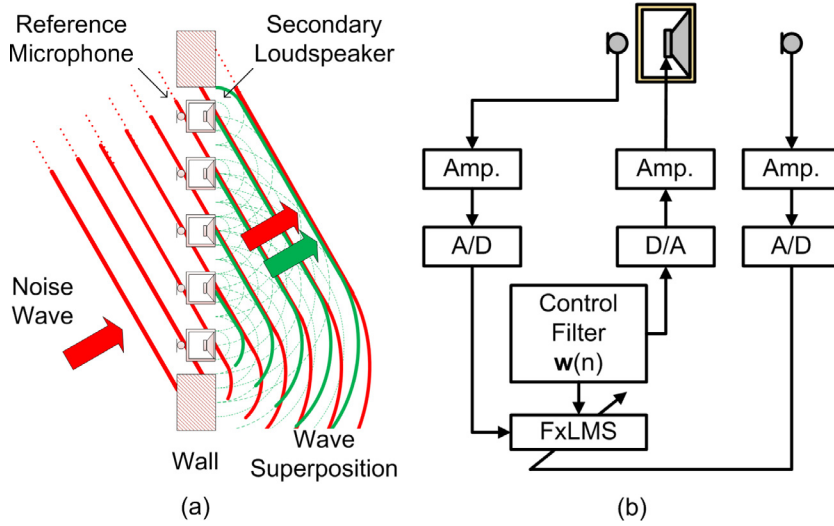 Reference
Microphone
Secondary
Loudspeaker
Noise
Wave
Wall
Wave
Superposition
(a)
Amp.
Amp.
Amp.
A/D
D/A
A/D
Control
Filter
w(n)
FxLMS
(b)